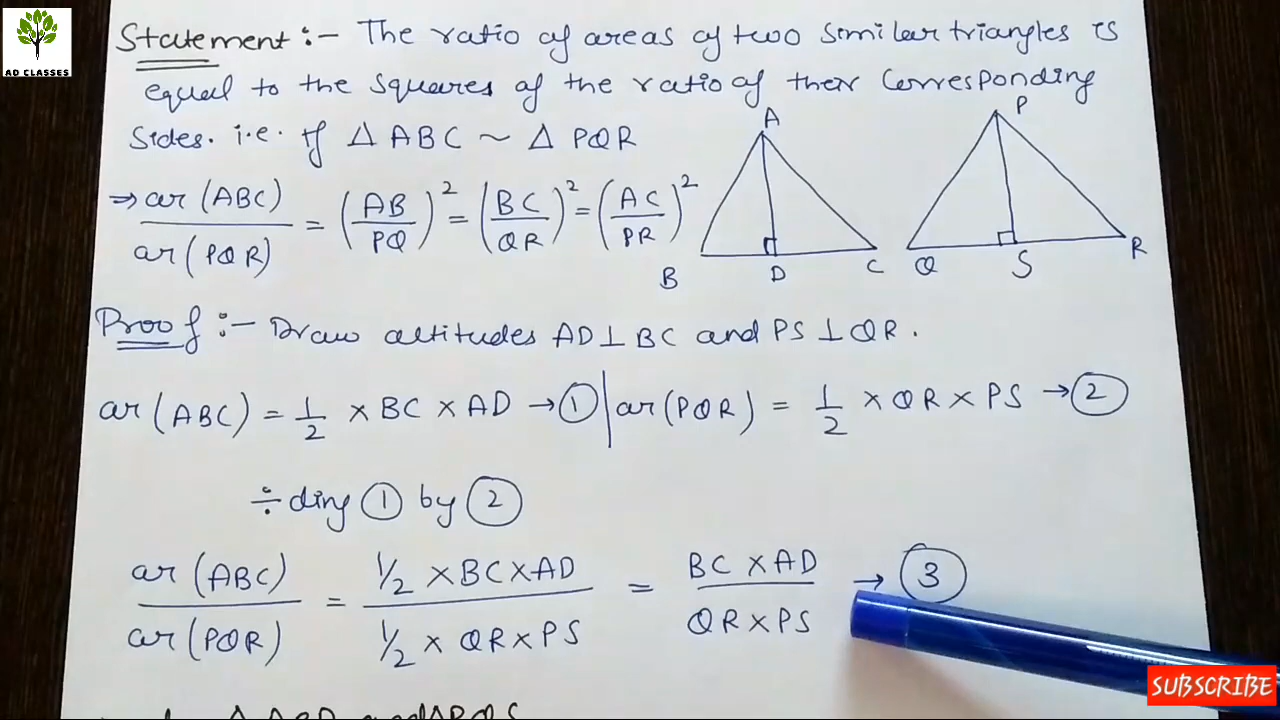 AD CLASSES
Statement :- The ratio of areas of two similar triangles is
equal to the squares of the ratio of their corresponding
sides. i.e. if △ ABC ~ △ PQR
⇒ ar (ABC) / ar (PQR) = (AB/PQ)² = (BC/QR)² = (AC/PR)²
A
B D C
P
Q S R
Proof :- Draw altitudes AD ⊥ BC and PS ⊥ QR.
ar (ABC) = 1/2 × BC × AD → ① | ar (PQR) = 1/2 × QR × PS → ②
÷ding ① by ②
ar (ABC) / ar (PQR) = 1/2 × BC × AD / 1/2 × QR × PS = BC × AD / QR × PS → ③
SUBSCRIBE